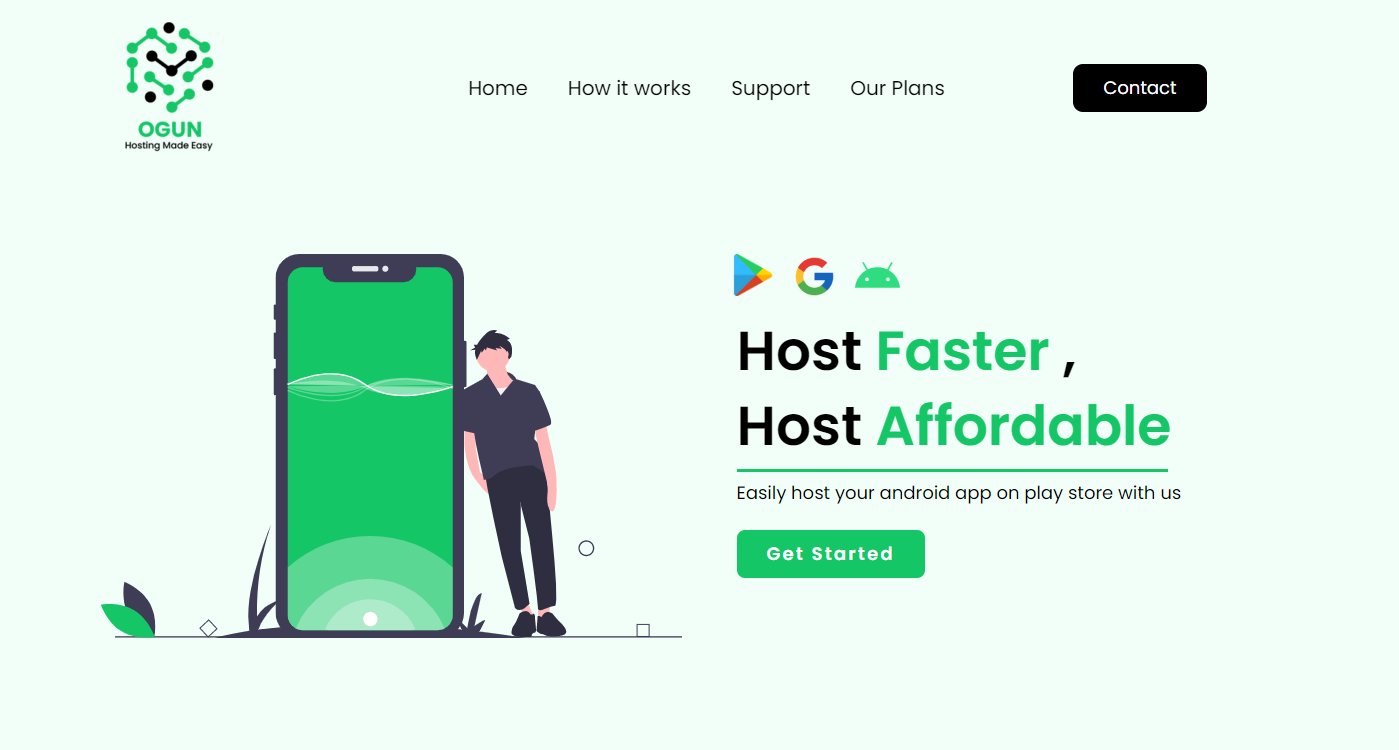 OGUN
Hosting Made Easy
Home
How it works
Support
Our Plans
Contact
Host Faster ,
Host Affordable
Easily host your android app on play store with us
Get Started